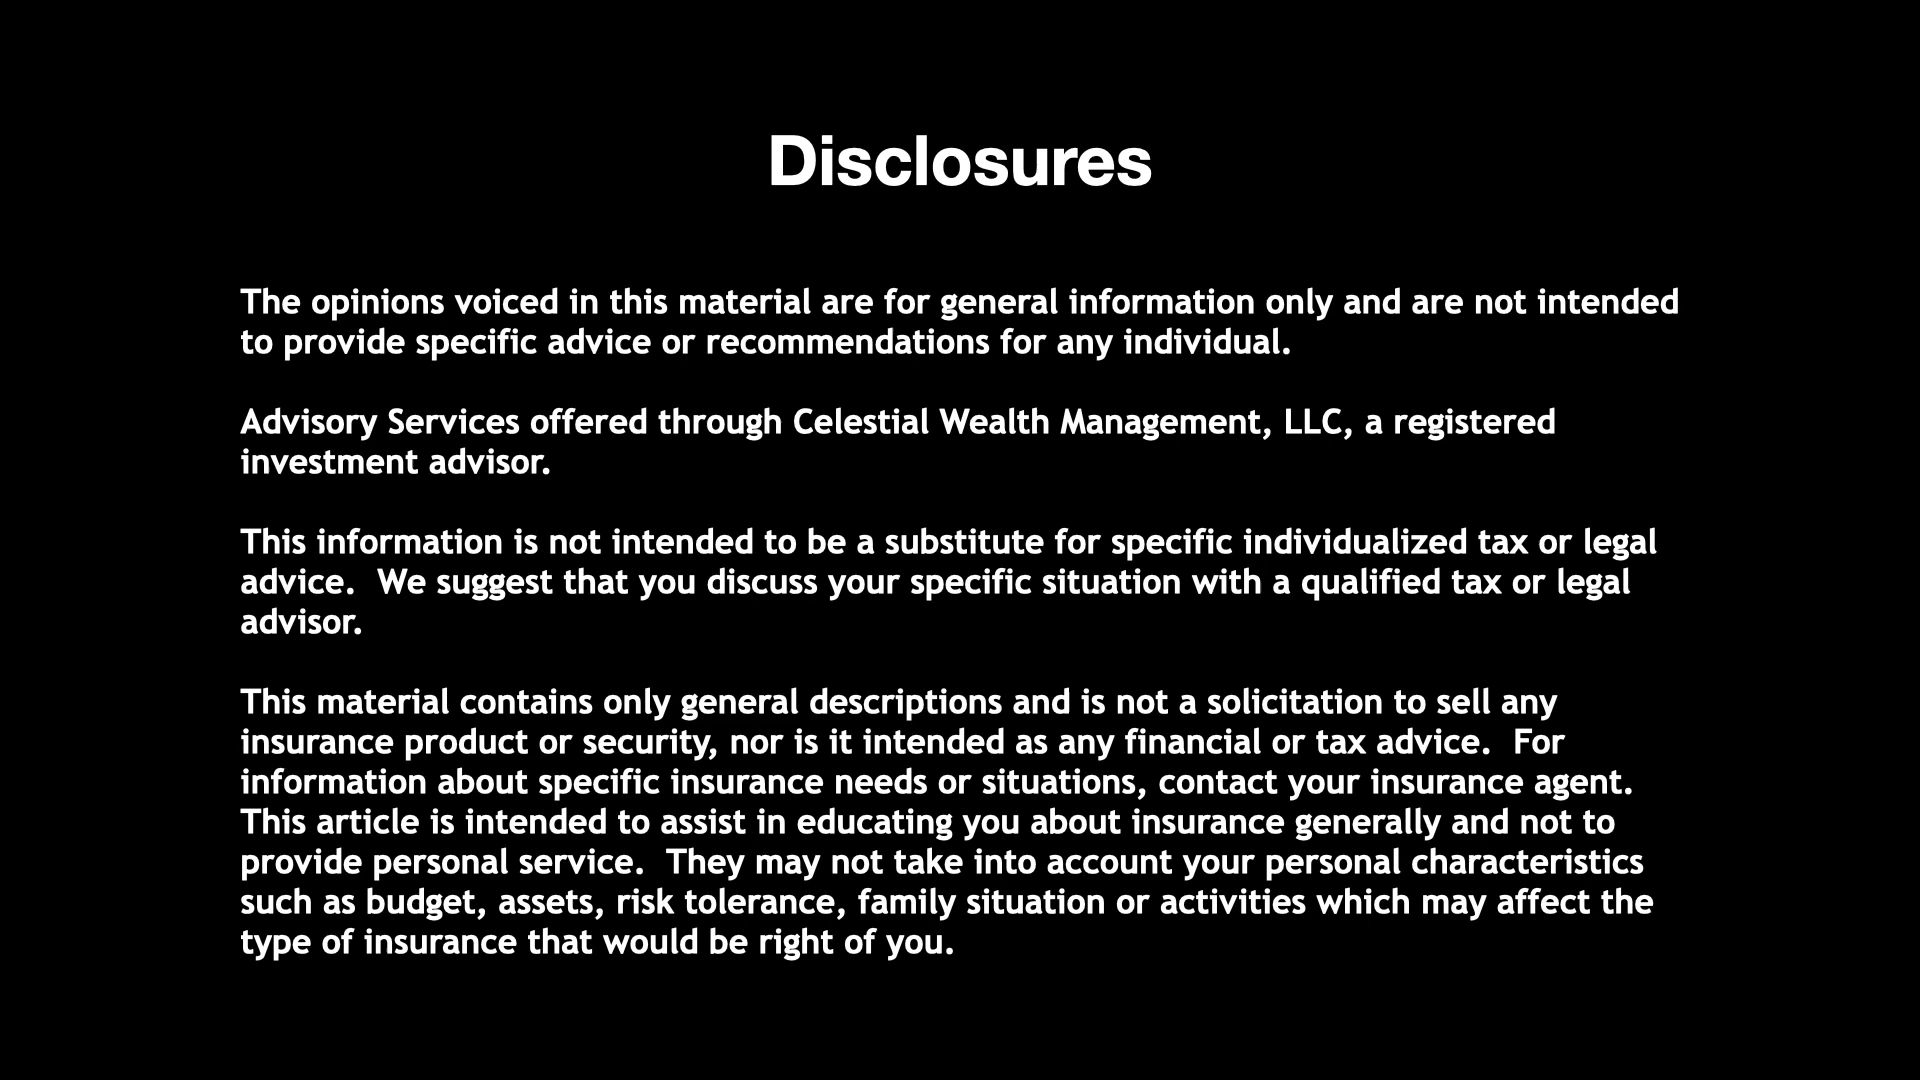 Disclosures
The opinions voiced in this material are for general information only and are not intended
to provide specific advice or recommendations for any individual.
Advisory Services offered through Celestial Wealth Management, LLC, a registered
investment advisor.
This information is not intended to be a substitute for specific individualized tax or legal
advice.  We suggest that you discuss your specific situation with a qualified tax or legal
advisor.
This material contains only general descriptions and is not a solicitation to sell any
insurance product or security, nor is it intended as any financial or tax advice.  For
information about specific insurance needs or situations, contact your insurance agent.
This article is intended to assist in educating you about insurance generally and not to
provide personal service.  They may not take into account your personal characteristics
such as budget, assets, risk tolerance, family situation or activities which may affect the
type of insurance that would be right of you.